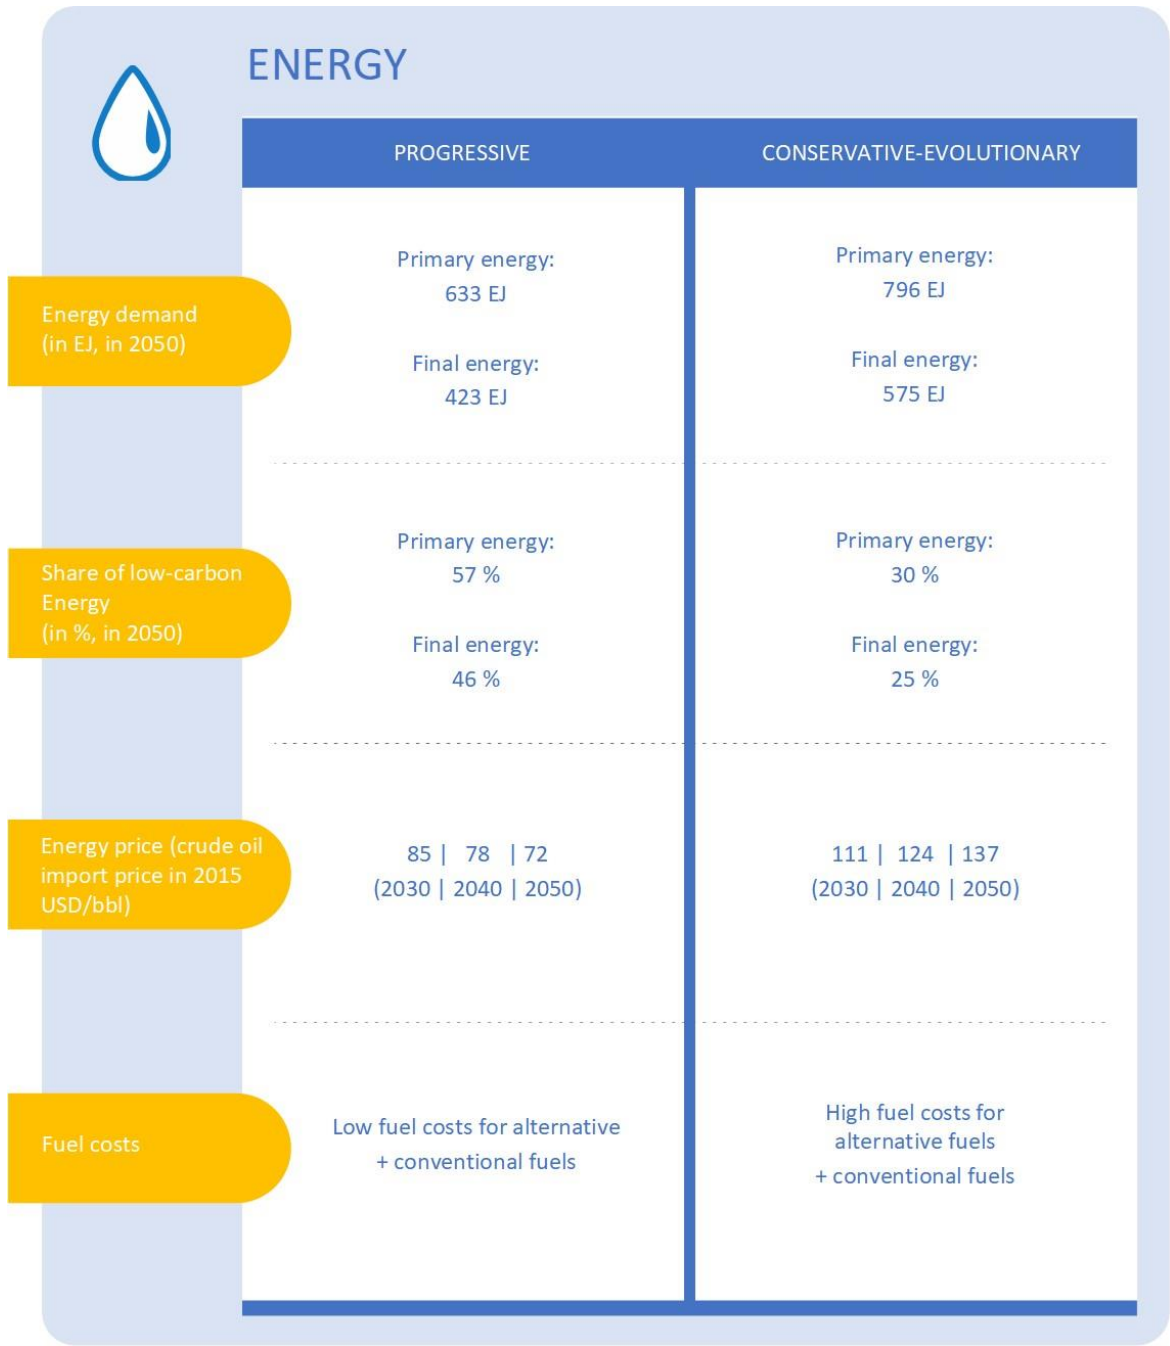 ENERGY
PROGRESSIVE
CONSERVATIVE-EVOLUTIONARY
Energy demand
(in EJ, in 2050)
Primary energy:
633 EJ
Final energy:
423 EJ
Primary energy:
796 EJ
Final energy:
575 EJ
Share of low-carbon
Energy
(in %, in 2050)
Primary energy:
57 %
Final energy:
46 %
Primary energy:
30 %
Final energy:
25 %
Energy price (crude oil
import price in 2015
USD/bbl)
85 | 78 | 72
(2030 | 2040 | 2050)
111 | 124 | 137
(2030 | 2040 | 2050)
Fuel costs
Low fuel costs for alternative
+ conventional fuels
High fuel costs for
alternative fuels
+ conventional fuels